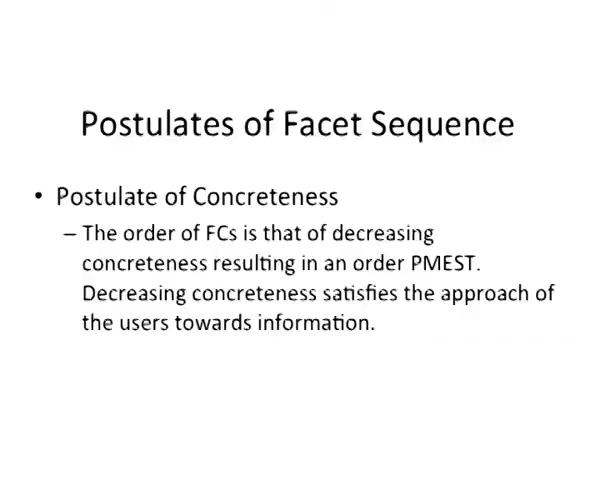 Postulates of Facet Sequence
• Postulate of Concreteness
– The order of FCs is that of decreasing
concreteness resulting in an order PMEST.
Decreasing concreteness satisfies the approach of
the users towards information.